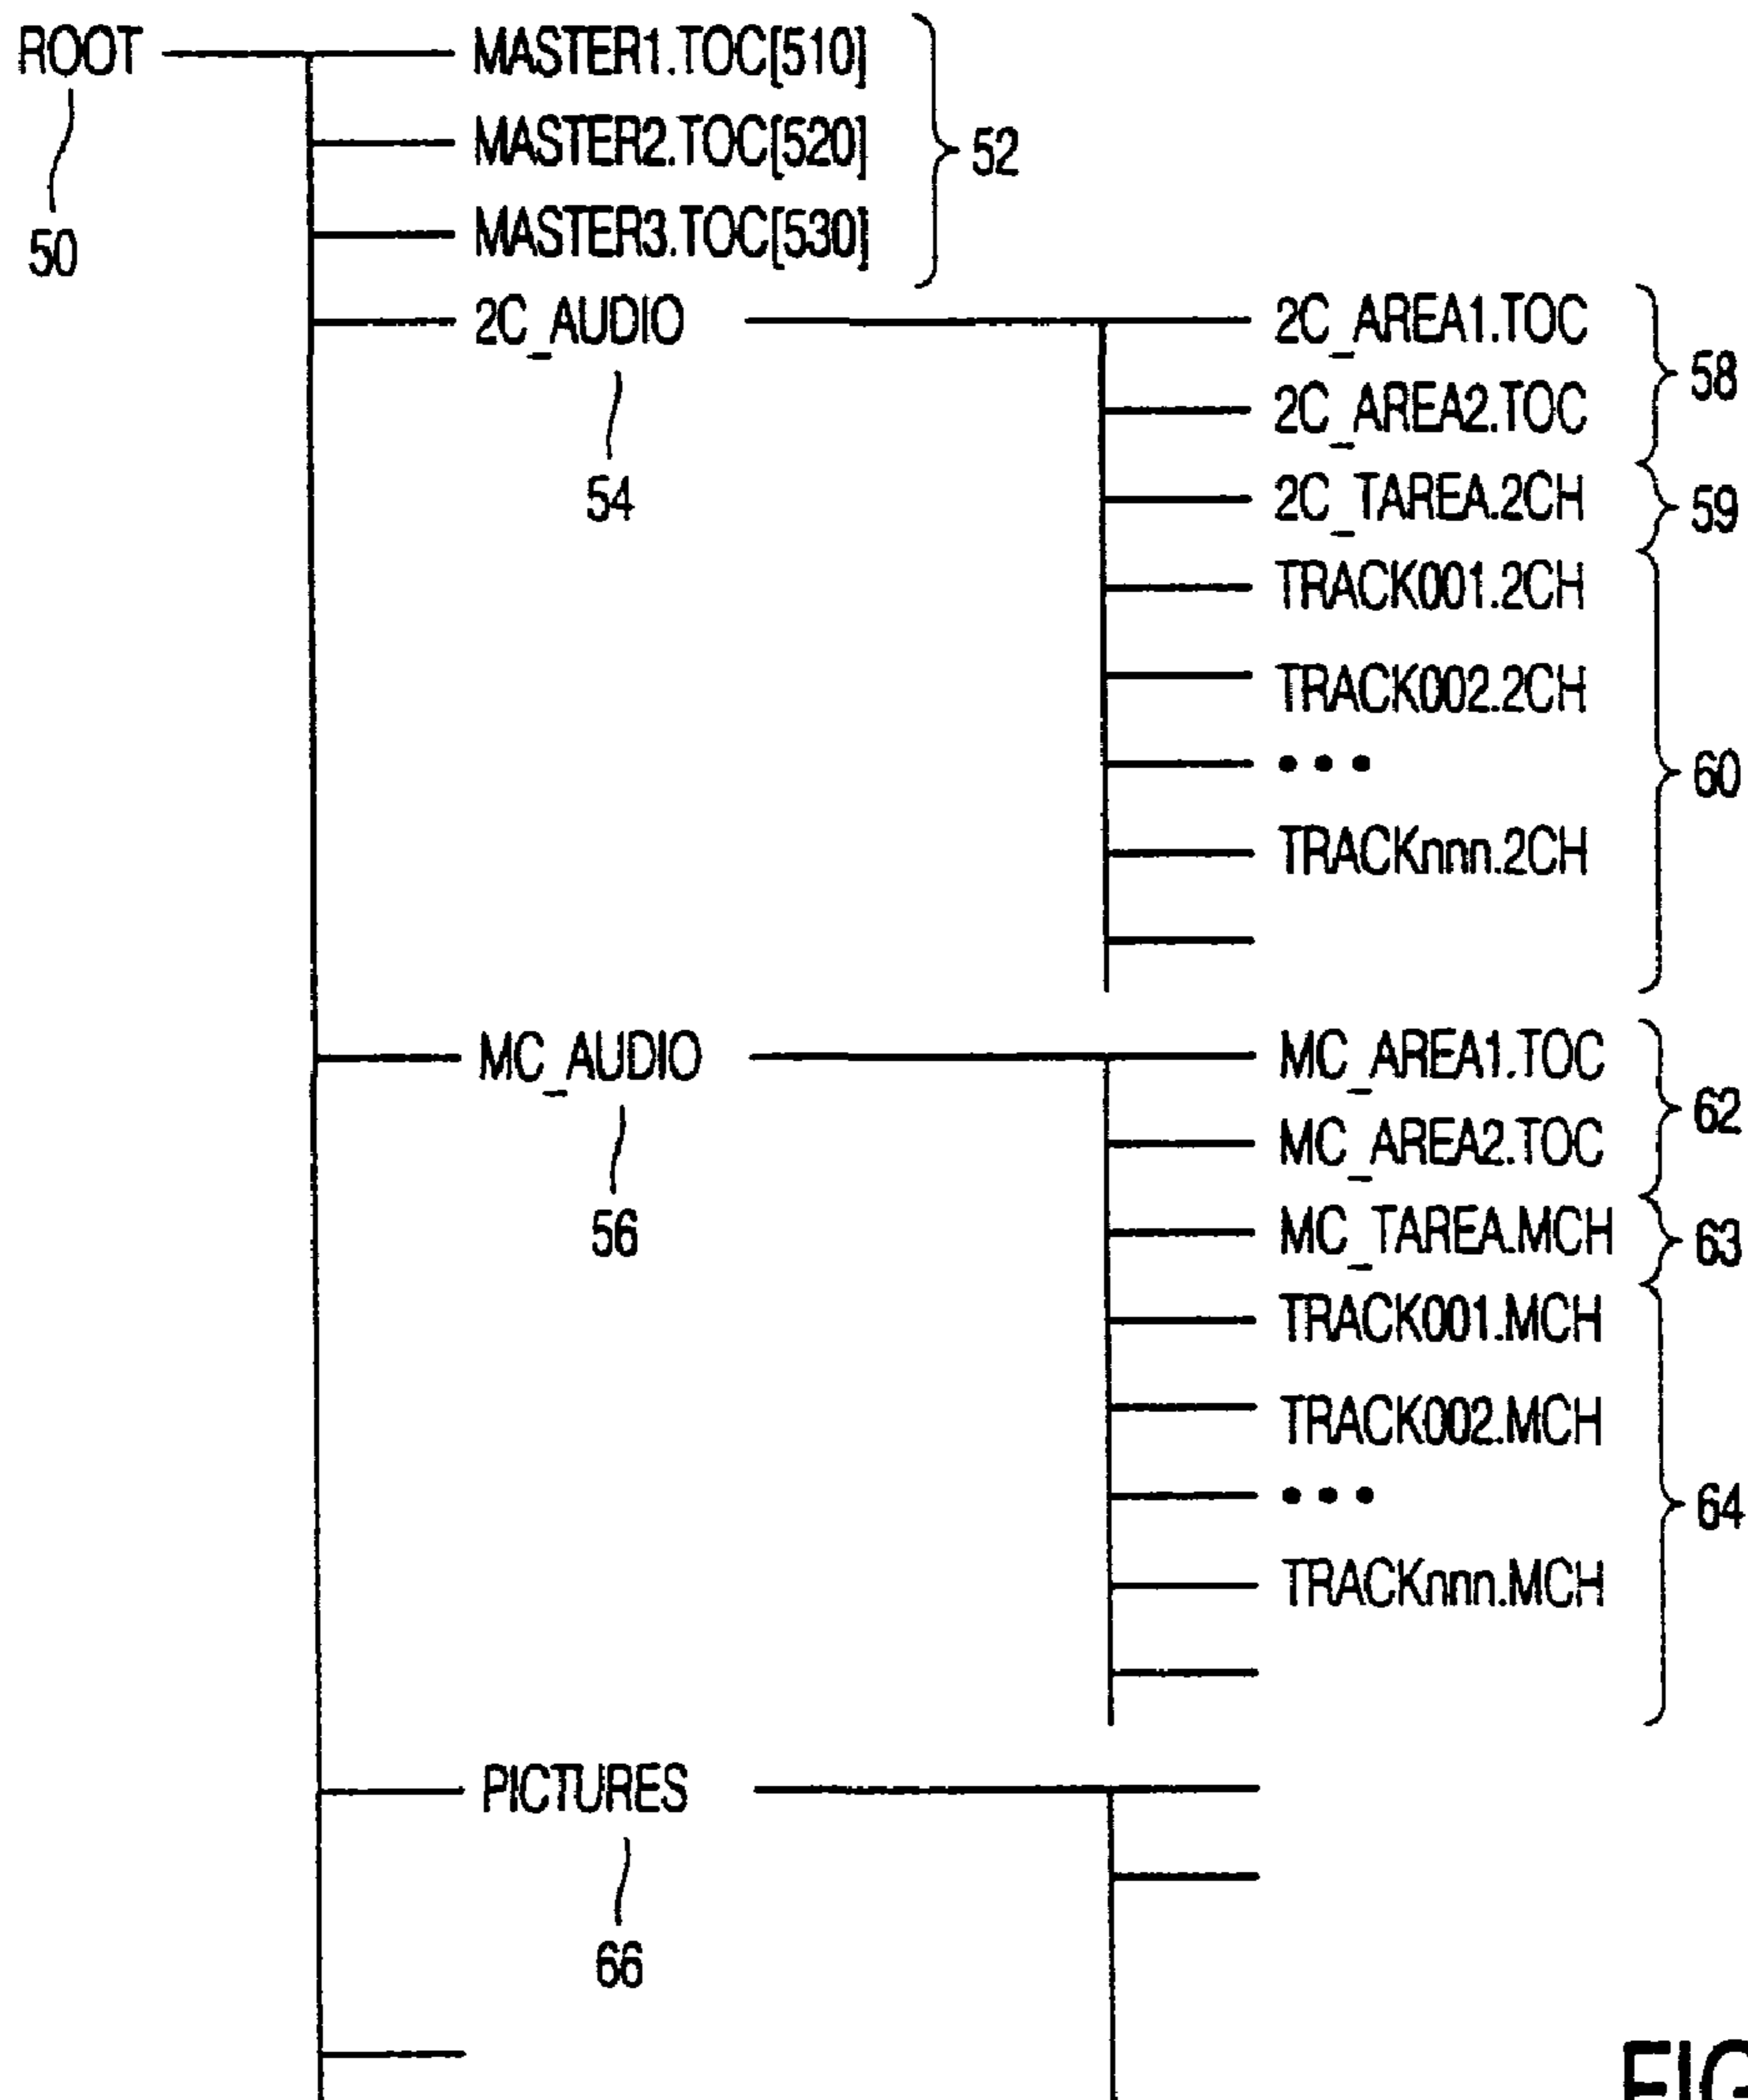 ROOT MASTER1.TOC[510]
MASTER2.TOC[520] 52
MASTER3.TOC[530]
50
2C_AUDIO 2C_AREA1.TOC
58
2C_AREA2.TOC
54 2C_TAREA.2CH 59
TRACK001.2CH
TRACK002.2CH
• • • 60
TRACKnnn.2CH
MC_AUDIO MC_AREA1.TOC
62
MC_AREA2.TOC
56 MC_TAREA.MCH 63
TRACK001.MCH
TRACK002.MCH
• • • 64
TRACKnnn.MCH
PICTURES
66
FIG